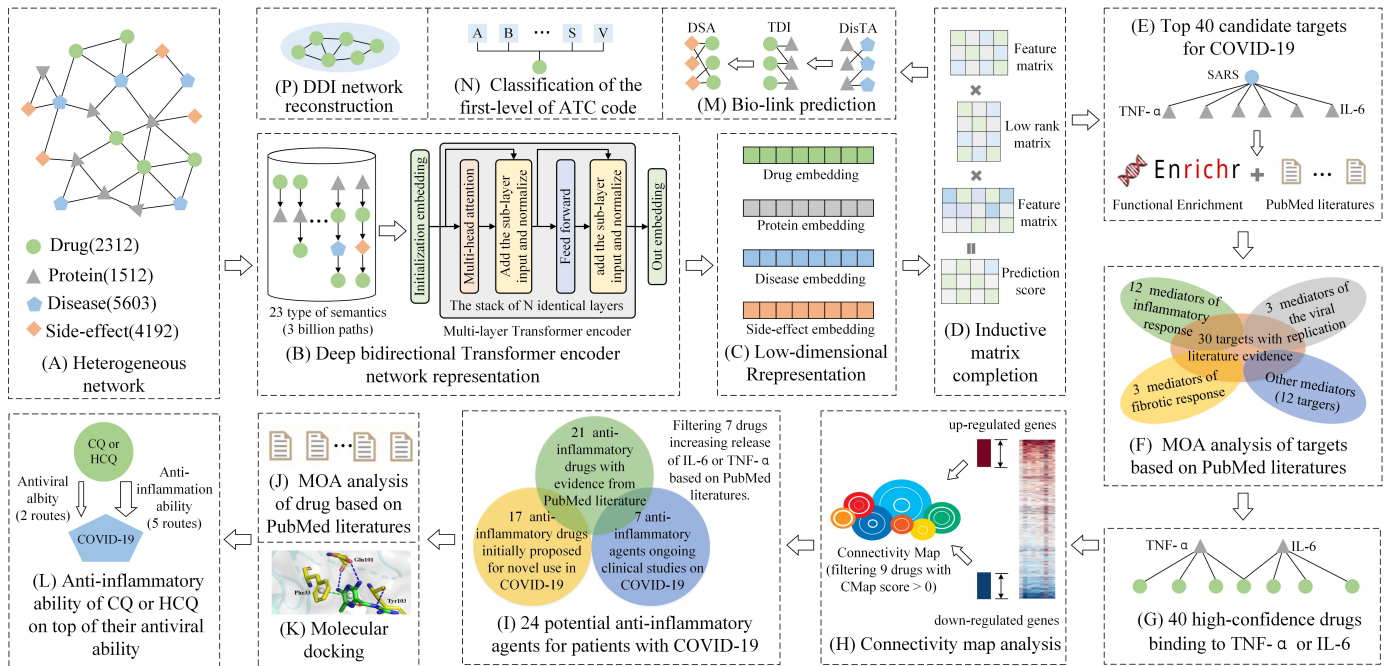 Drug(2312)
Protein(1512)
Disease(5603)
Side-effect(4192)
(A) Heterogeneous
network
(P) DDI network
reconstruction
A B ... S V
(N) Classification of the
first-level of ATC code
DSA TDI DisTA
(M) Bio-link prediction
23 type of semantics
(3 billion paths)
Initialization embedding
Multi-head attention
Add the sub-layer
input and normalize
Feed forward
add the sub-layer
input and normalize
Out embedding
The stack of N identical layers
Multi-layer Transformer encoder
(B) Deep bidirectional Transformer encoder
network representation
Drug embedding
Protein embedding
Disease embedding
Side-effect embedding
(C) Low-dimensional
Rrepresentation
Feature
matrix
Low rank
matrix
Feature
matrix
Prediction
score
(D) Inductive
matrix
completion
(E) Top 40 candidate targets
for COVID-19
SARS
TNF-α IL-6
Enrichr
Functional Enrichment PubMed literatures
12 mediators of
inflammatory
response
3 mediators of
the viral
replication
30 targets with
literature evidence
3 mediators of
fibrotic response
Other mediators
(12 targers)
(F) MOA analysis of targets
based on PubMed literatures
TNF-α IL-6
(G) 40 high-confidence drugs
binding to TNF-α or IL-6
up-regulated genes
Connectivity Map
(filtering 9 drugs with
CMap score > 0)
down-regulated genes
(H) Connectivity map analysis
Filtering 7 drugs
increasing release
of IL-6 or TNF-α
based on PubMed
literatures.
21 anti-
inflammatory
drugs with
evidence from
PubMed literature
17 anti-
inflammatory drugs
initially proposed
for novel use in
COVID-19
7 anti-
inflammatory
agents ongoing
clinical studies on
COVID-19
(I) 24 potential anti-inflammatory
agents for patients with COVID-19
(J) MOA analysis
of drug based on
PubMed literatures
Glu101
Phe33
Tyr103
(K) Molecular
docking
CQ or
HCQ
Antiviral
albity
(2 routes)
Anti-
inflammation
ability
(5 routes)
COVID-19
(L) Anti-inflammatory
ability of CQ or HCQ
on top of their antiviral
ability